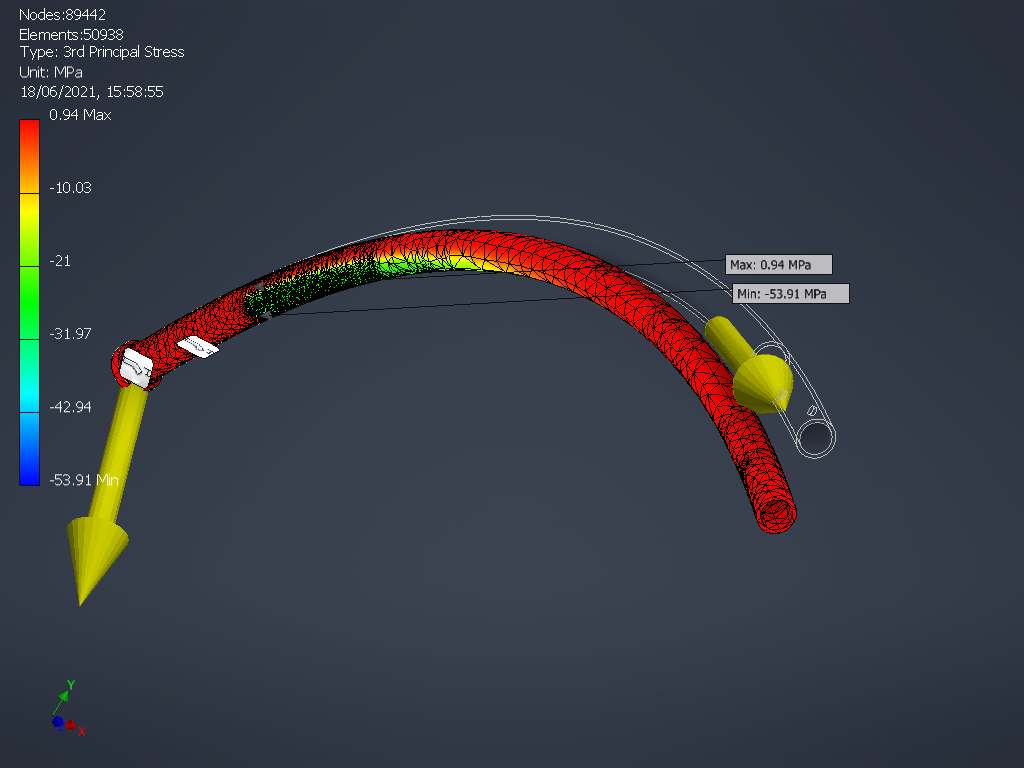 Nodes:89442
Elements:50938
Type: 3rd Principal Stress
Unit: MPa
18/06/2021, 15:58:55
0.94 Max
-10.03
-21
-31.97
-42.94
-53.91 Min
Max: 0.94 MPa
Min: -53.91 MPa
Y
X